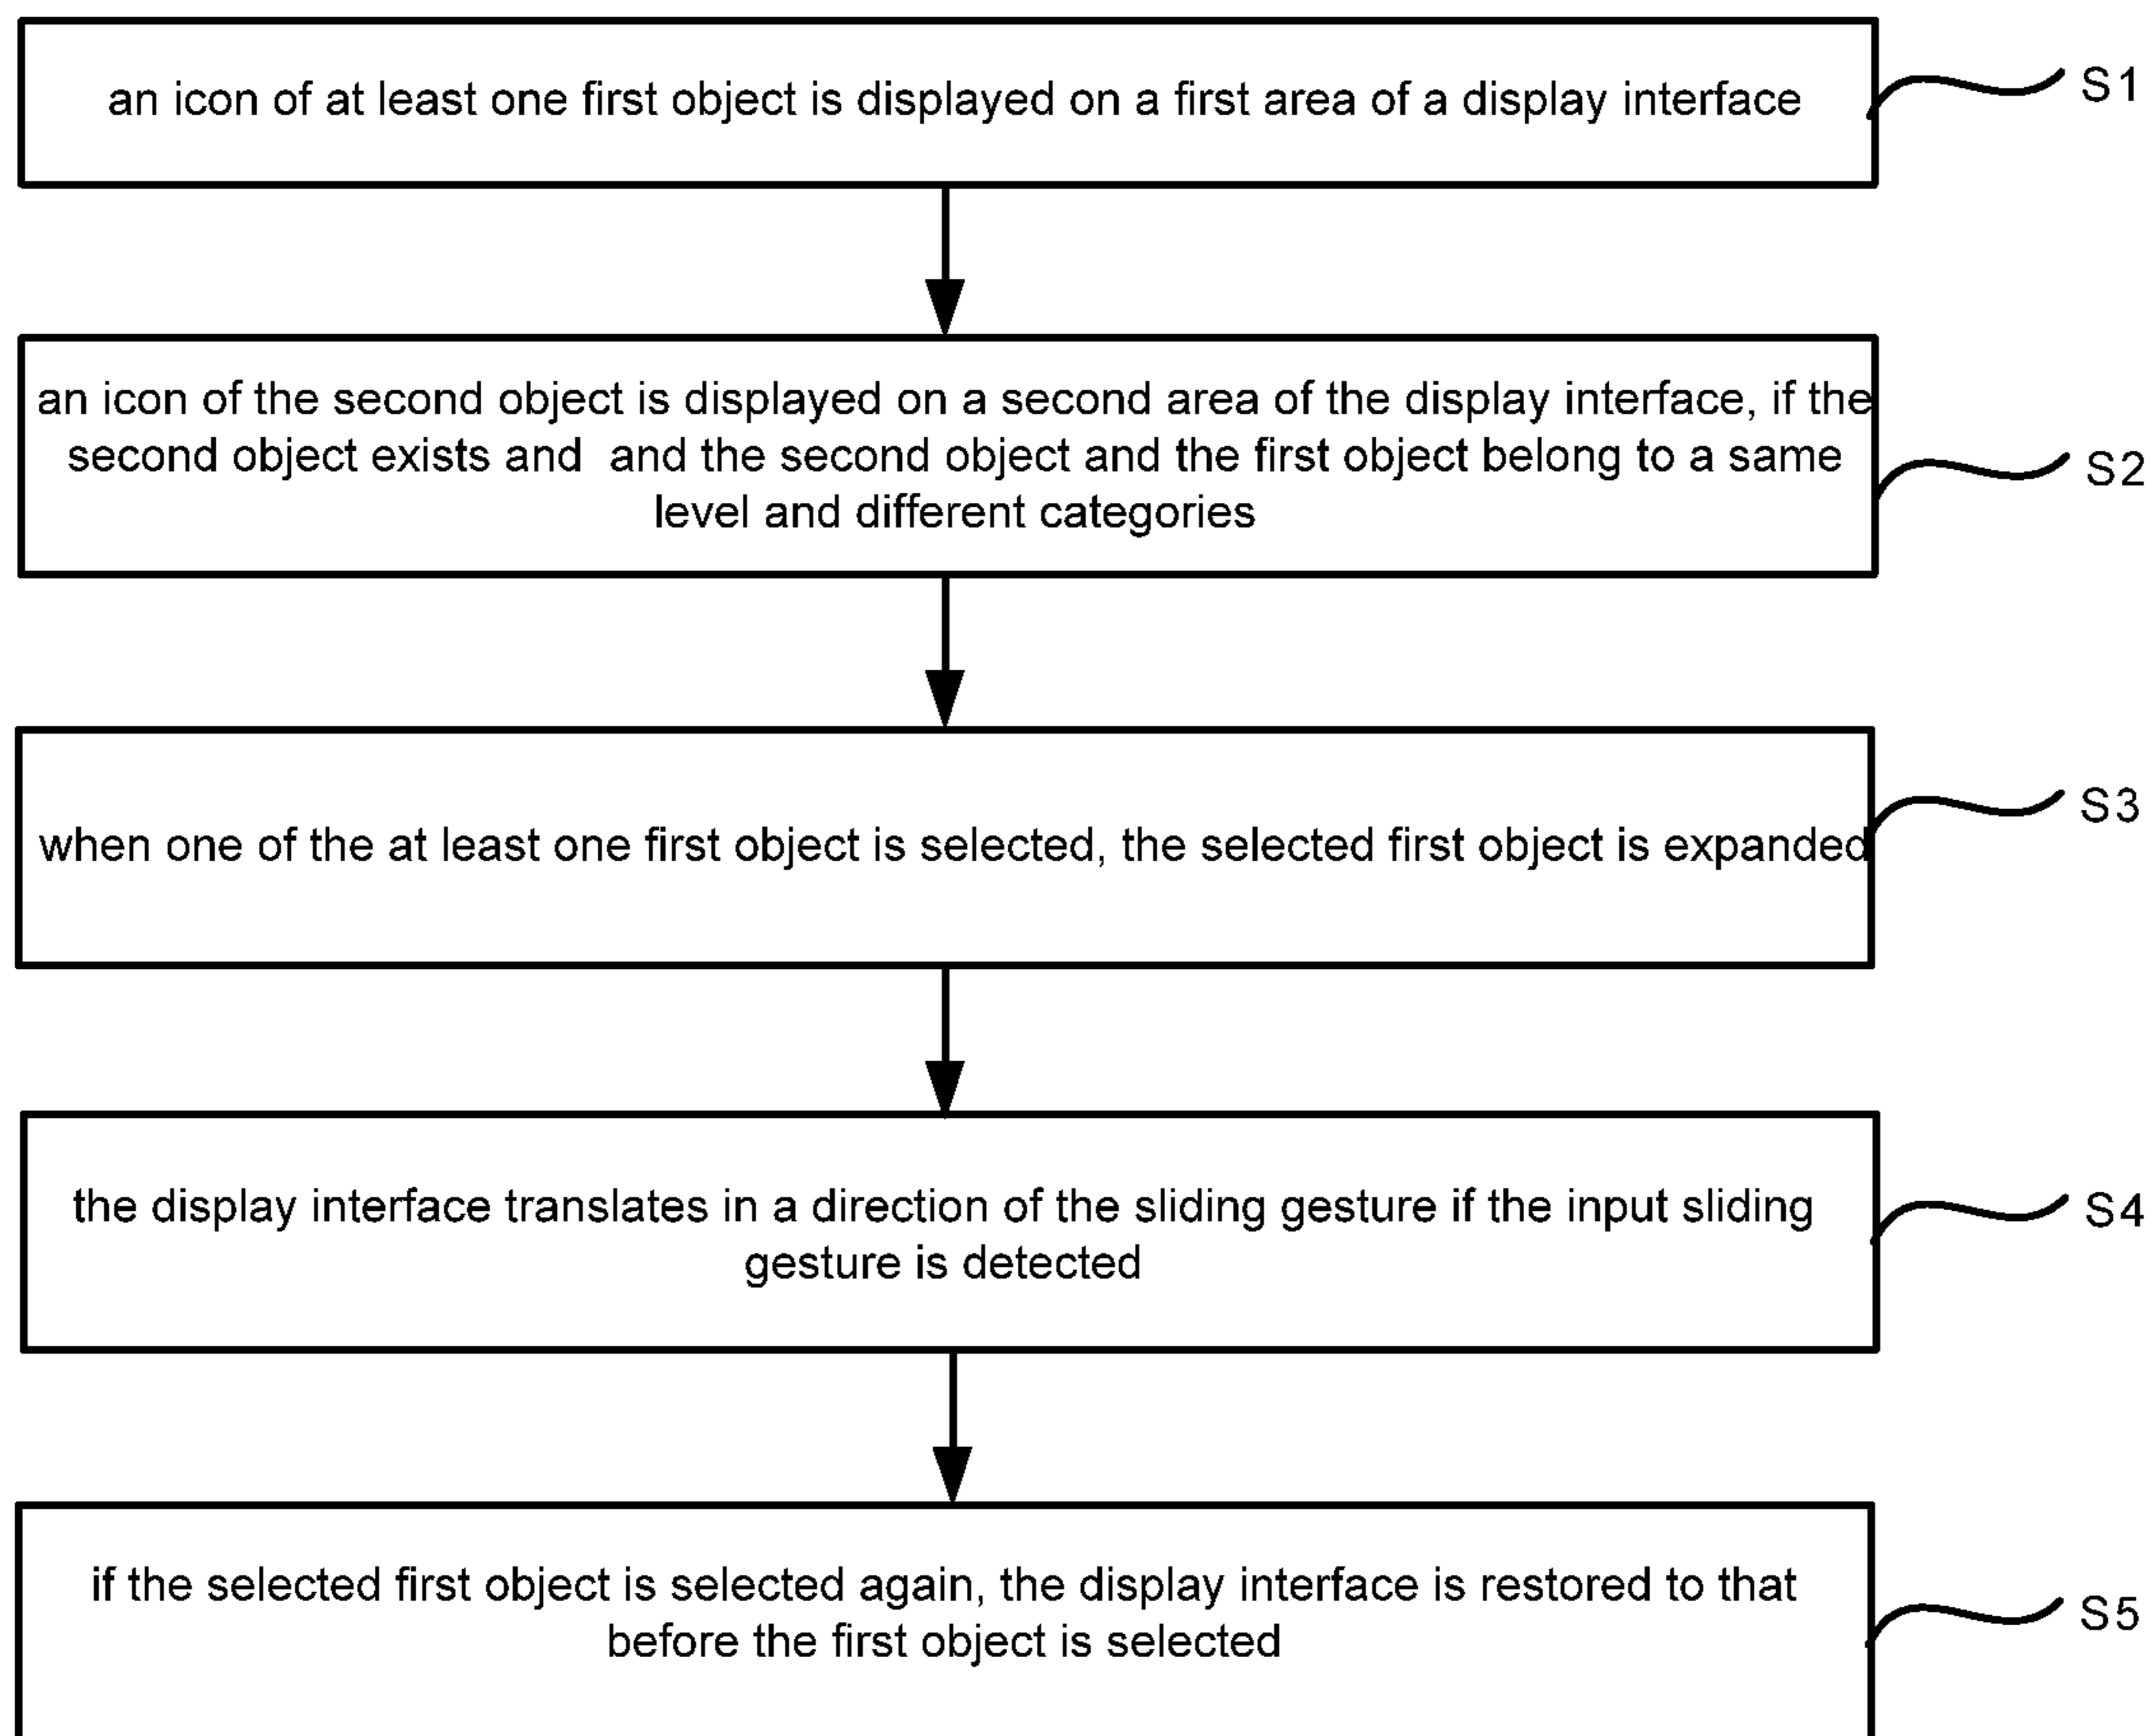 an icon of at least one first object is displayed on a first area of a display interface
S1
an icon of the second object is displayed on a second area of the display interface, if the
second object exists and and the second object and the first object belong to a same
level and different categories
S2
when one of the at least one first object is selected, the selected first object is expanded
S3
the display interface translates in a direction of the sliding gesture if the input sliding
gesture is detected
S4
if the selected first object is selected again, the display interface is restored to that
before the first object is selected
S5